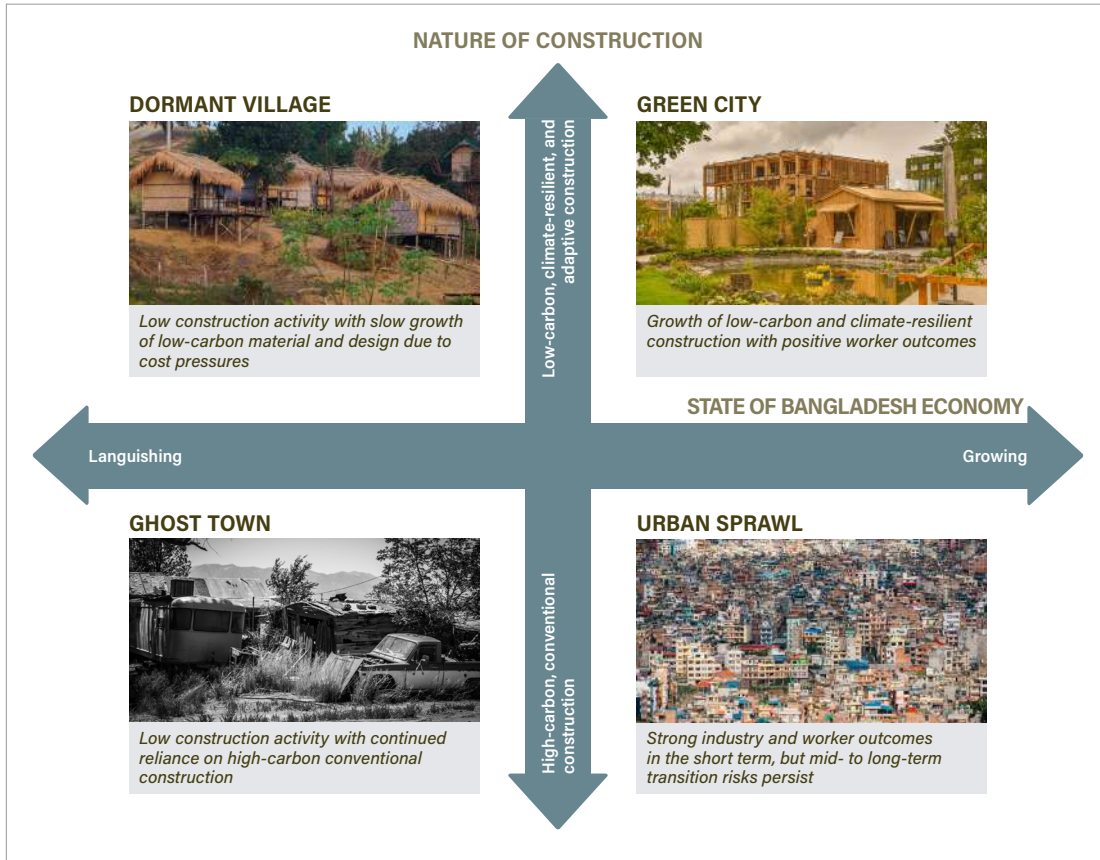 NATURE OF CONSTRUCTION
DORMANT VILLAGE
Low construction activity with slow growth
of low-carbon material and design due to
cost pressures
GREEN CITY
Growth of low-carbon and climate-resilient
construction with positive worker outcomes
Low-carbon, climate-resilient, and
adaptive construction
STATE OF BANGLADESH ECONOMY
Languishing
Growing
GHOST TOWN
Low construction activity with continued
reliance on high-carbon conventional
construction
High-carbon, conventional
construction
URBAN SPRAWL
Strong industry and worker outcomes
in the short term, but mid- to long-term
transition risks persist